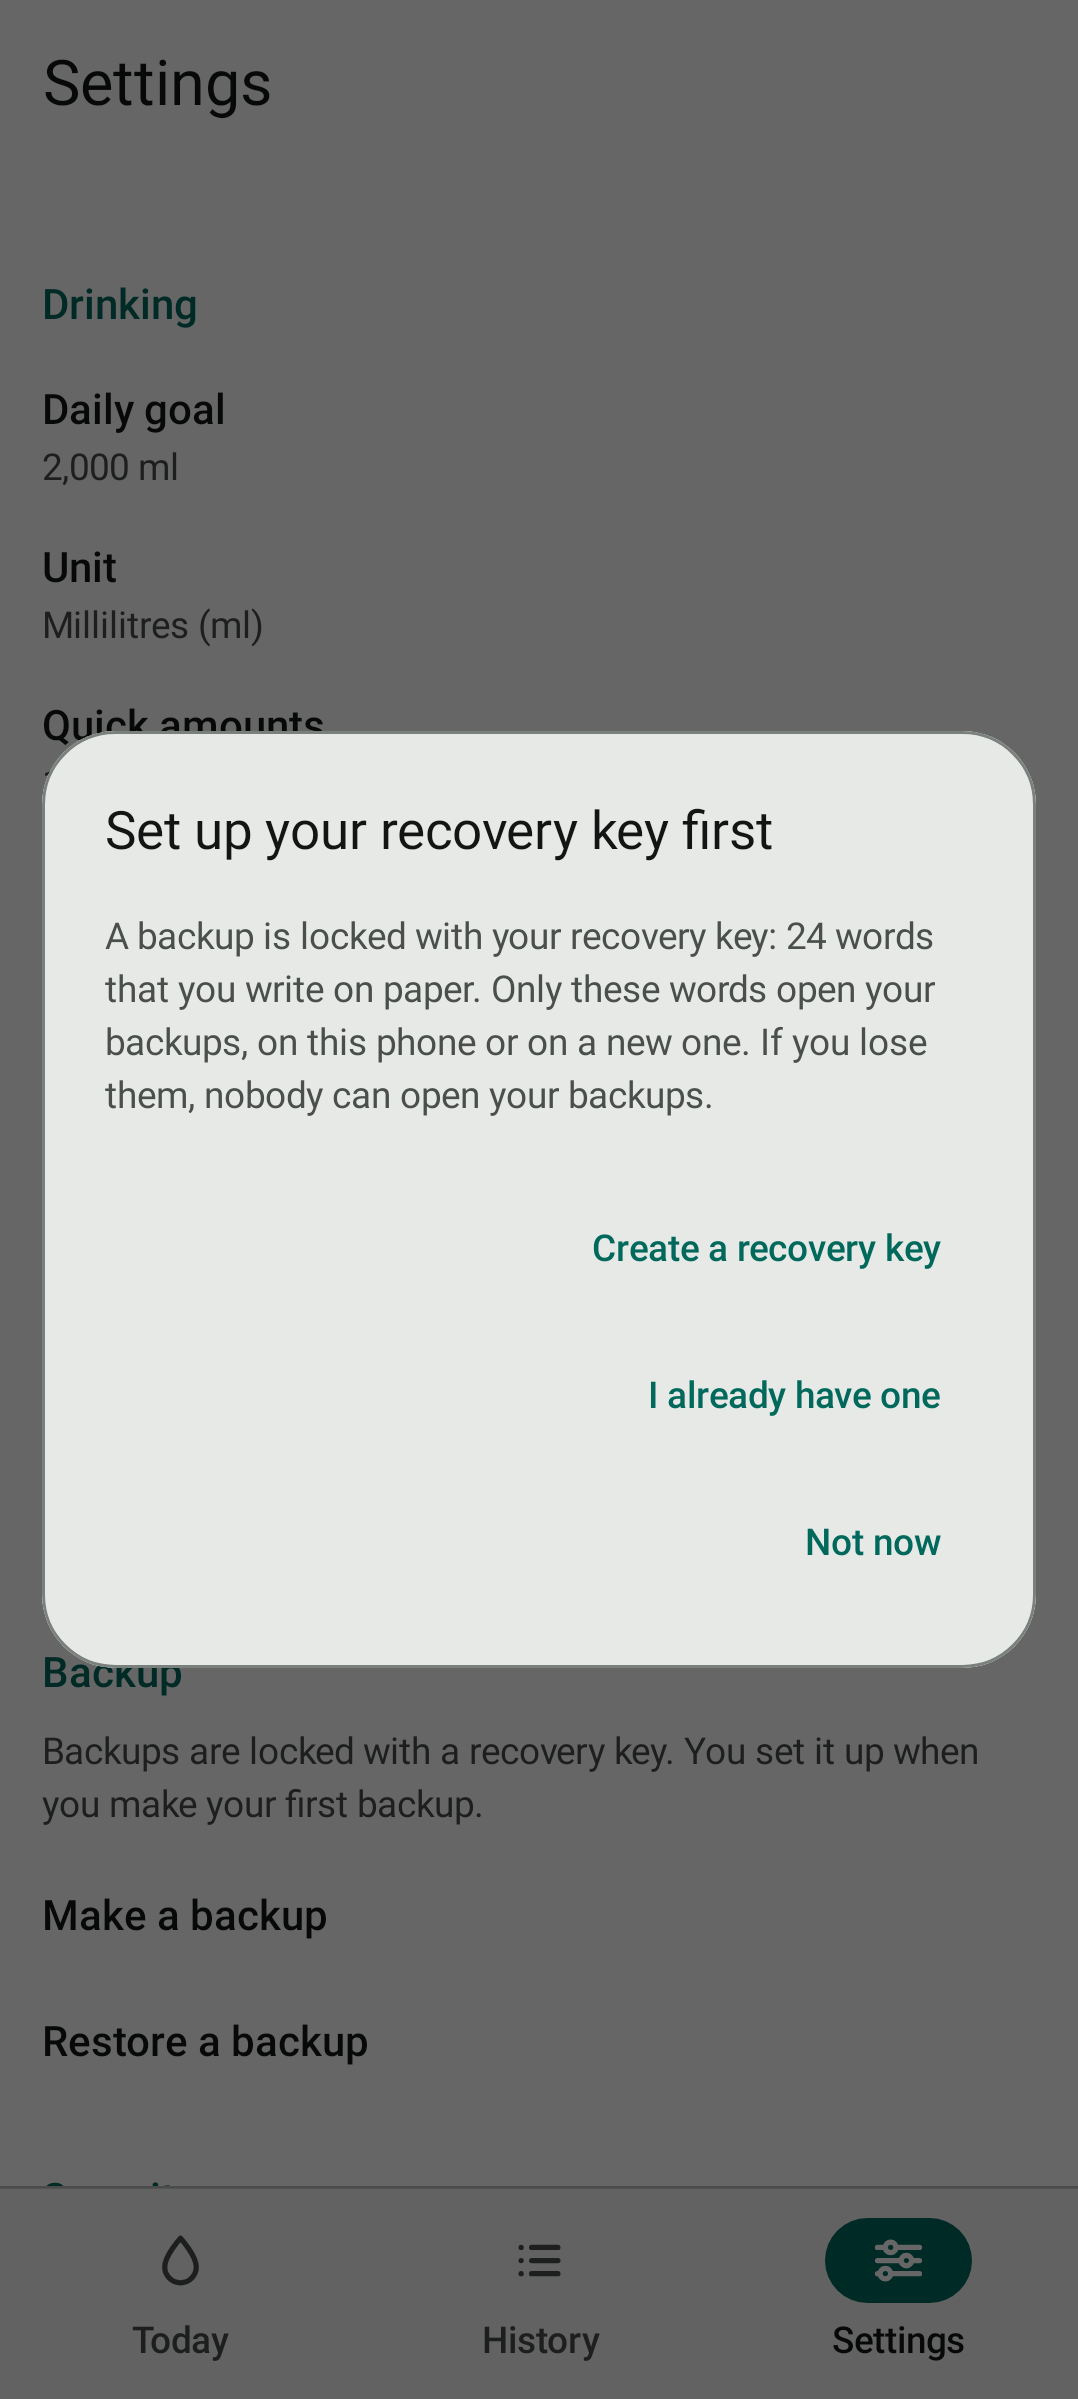 Settings
Drinking
Daily goal
2,000 ml
Unit
Millilitres (ml)
Quick amounts
Set up your recovery key first
A backup is locked with your recovery key: 24 words
that you write on paper. Only these words open your
backups, on this phone or on a new one. If you lose
them, nobody can open your backups.
Create a recovery key
I already have one
Not now
Backup
Backups are locked with a recovery key. You set it up when
you make your first backup.
Make a backup
Restore a backup
Today
History
Settings